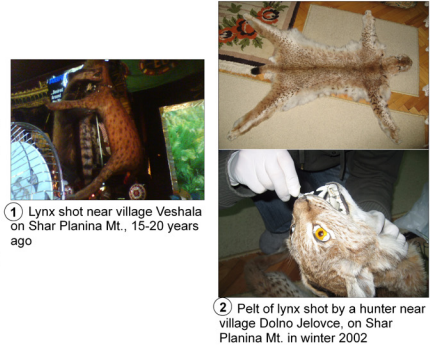 1 Lynx shot near village Veshala
on Shar Planina Mt., 15-20 years
ago
2 Pelt of lynx shot by a hunter near
village Dolno Jelovce, on Shar
Planina Mt. in winter 2002